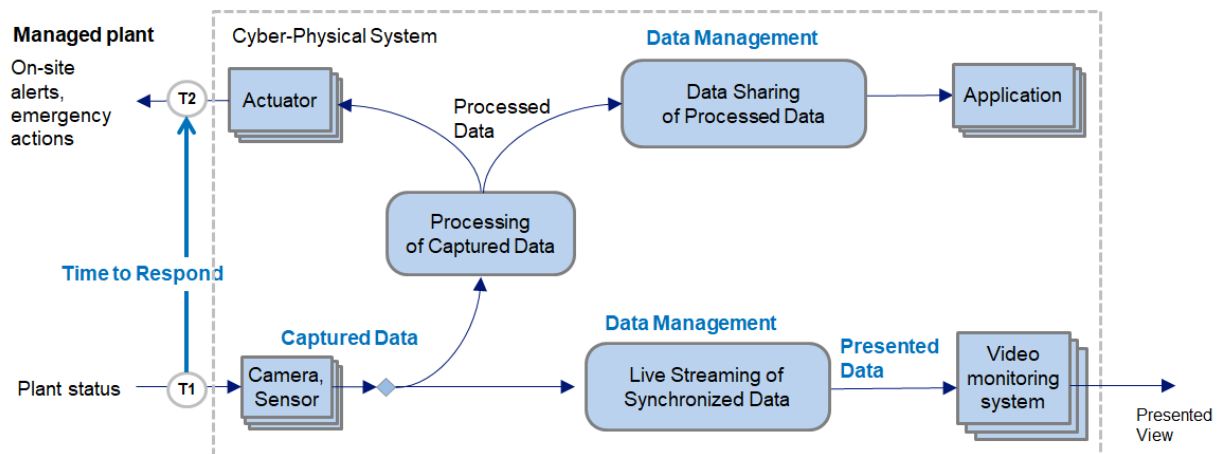 Managed plant
Cyber-Physical System
Data Management
On-site
alerts,
emergency
actions
T2
Actuator
Processed
Data
Data Sharing
of Processed Data
Application
Processing
of Captured Data
Time to Respond
Captured Data
Data Management
Presented
Data
Plant status
T1
Camera,
Sensor
Live Streaming of
Synchronized Data
Video
monitoring
system
Presented
View